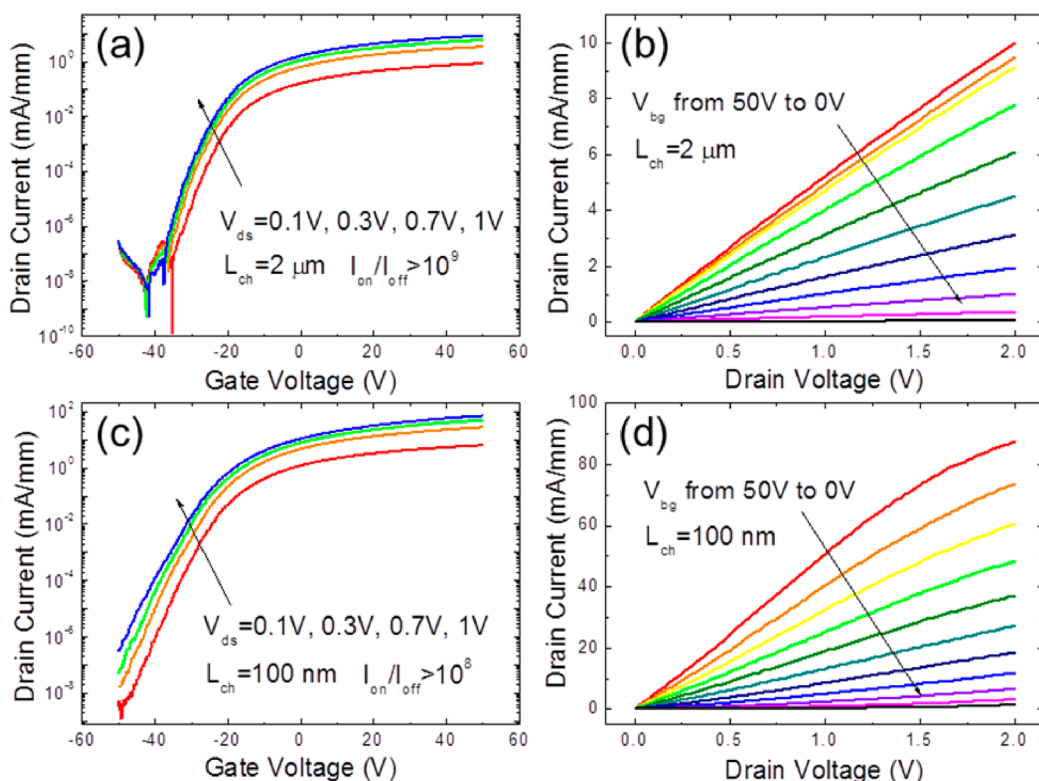 (a)
Drain Current (mA/mm)
10^0
10^-2
10^-4
10^-6
10^-8
10^-10
V_ds=0.1V, 0.3V, 0.7V, 1V
L_ch=2 μm I_on/I_off>10^9
-60 -40 -20 0 20 40 60
Gate Voltage (V)
(b)
Drain Current (mA/mm)
10
8
6
4
2
0
V_bg from 50V to 0V
L_ch=2 μm
0.0 0.5 1.0 1.5 2.0
Drain Voltage (V)
(c)
Drain Current (mA/mm)
10^2
10^0
10^-2
10^-4
10^-6
10^-8
V_ds=0.1V, 0.3V, 0.7V, 1V
L_ch=100 nm I_on/I_off>10^8
-60 -40 -20 0 20 40 60
Gate Voltage (V)
(d)
Drain Current (mA/mm)
100
80
60
40
20
0
V_bg from 50V to 0V
L_ch=100 nm
0.0 0.5 1.0 1.5 2.0
Drain Voltage (V)